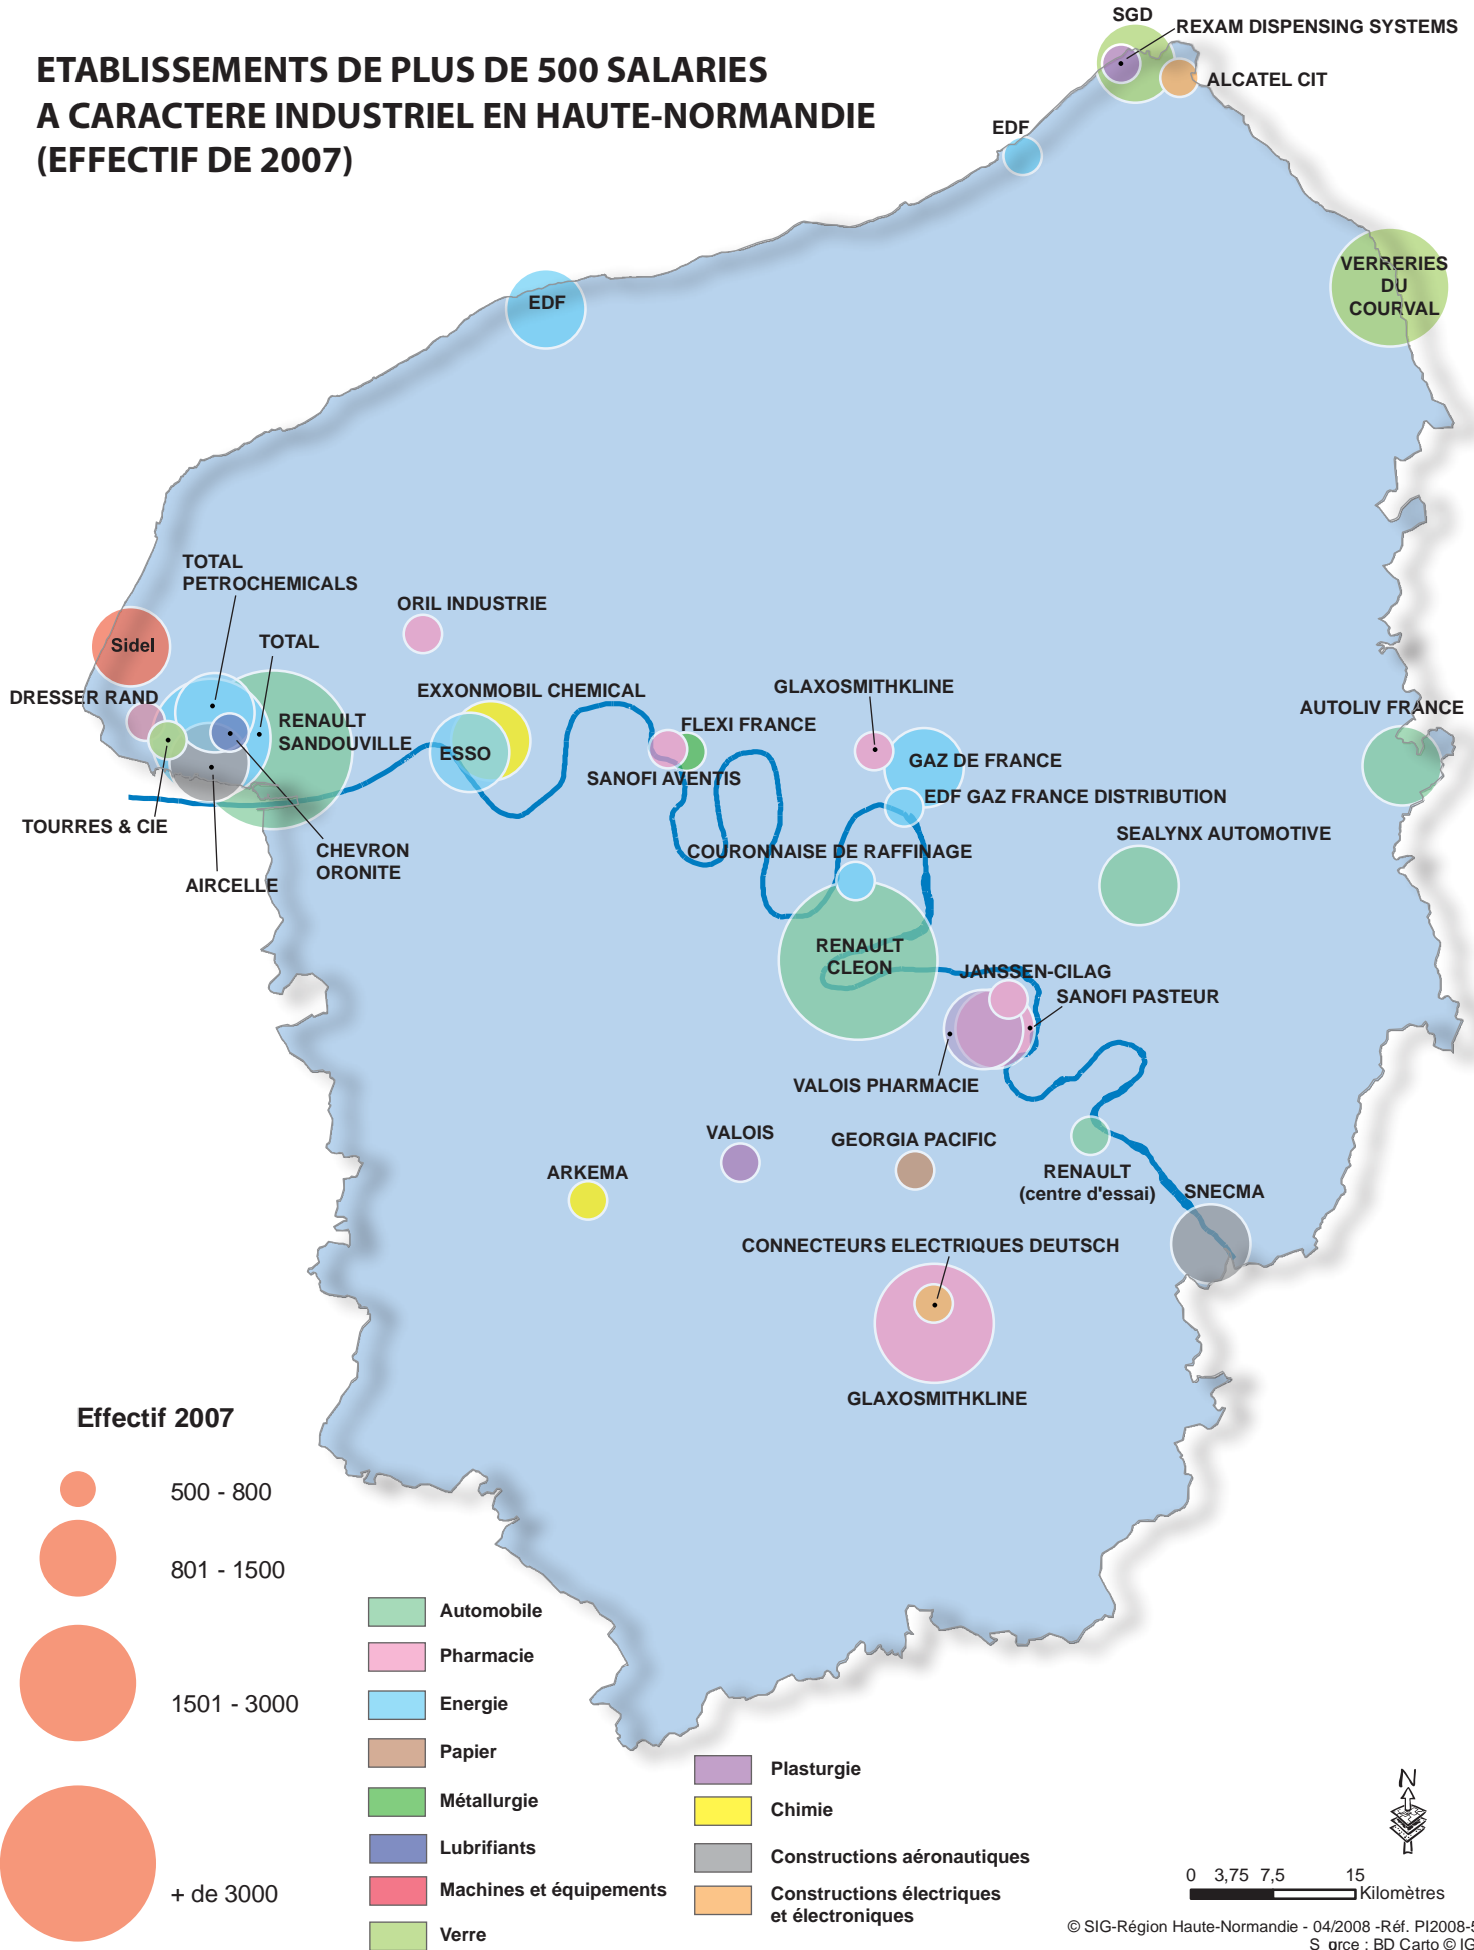 ETABLISSEMENTS DE PLUS DE 500 SALARIES
A CARACTERE INDUSTRIEL EN HAUTE-NORMANDIE
(EFFECTIF DE 2007)
SGD
REXAM DISPENSING SYSTEMS
ALCATEL CIT
EDF
VERRERIES
DU
COURVAL
EDF
TOTAL
PETROCHEMICALS
ORIL INDUSTRIE
Sidel
TOTAL
DRESSER RAND
EXXONMOBIL CHEMICAL
GLAXOSMITHKLINE
AUTOLIV FRANCE
RENAULT
SANDOUVILLE
FLEXI FRANCE
ESSO
SANOFI AVENTIS
GAZ DE FRANCE
EDF GAZ FRANCE DISTRIBUTION
TOURRES & CIE
SEALYNX AUTOMOTIVE
CHEVRON
ORONITE
COURONNAISE DE RAFFINAGE
AIRCELLE
RENAULT
CLEON
JANSSEN-CILAG
SANOFI PASTEUR
VALOIS PHARMACIE
VALOIS
GEORGIA PACIFIC
ARKEMA
RENAULT
(centre d'essai)
SNECMA
CONNECTEURS ELECTRIQUES DEUTSCH
GLAXOSMITHKLINE
Effectif 2007
500 - 800
801 - 1500
1501 - 3000
+ de 3000
Automobile
Pharmacie
Energie
Papier
Métallurgie
Lubrifiants
Machines et équipements
Verre
Plasturgie
Chimie
Constructions aéronautiques
Constructions électriques
et électroniques
N
0 3,75 7,5 15
Kilomètres
© SIG-Région Haute-Normandie - 04/2008 -Réf. PI2008-5
: BD Carto © IG